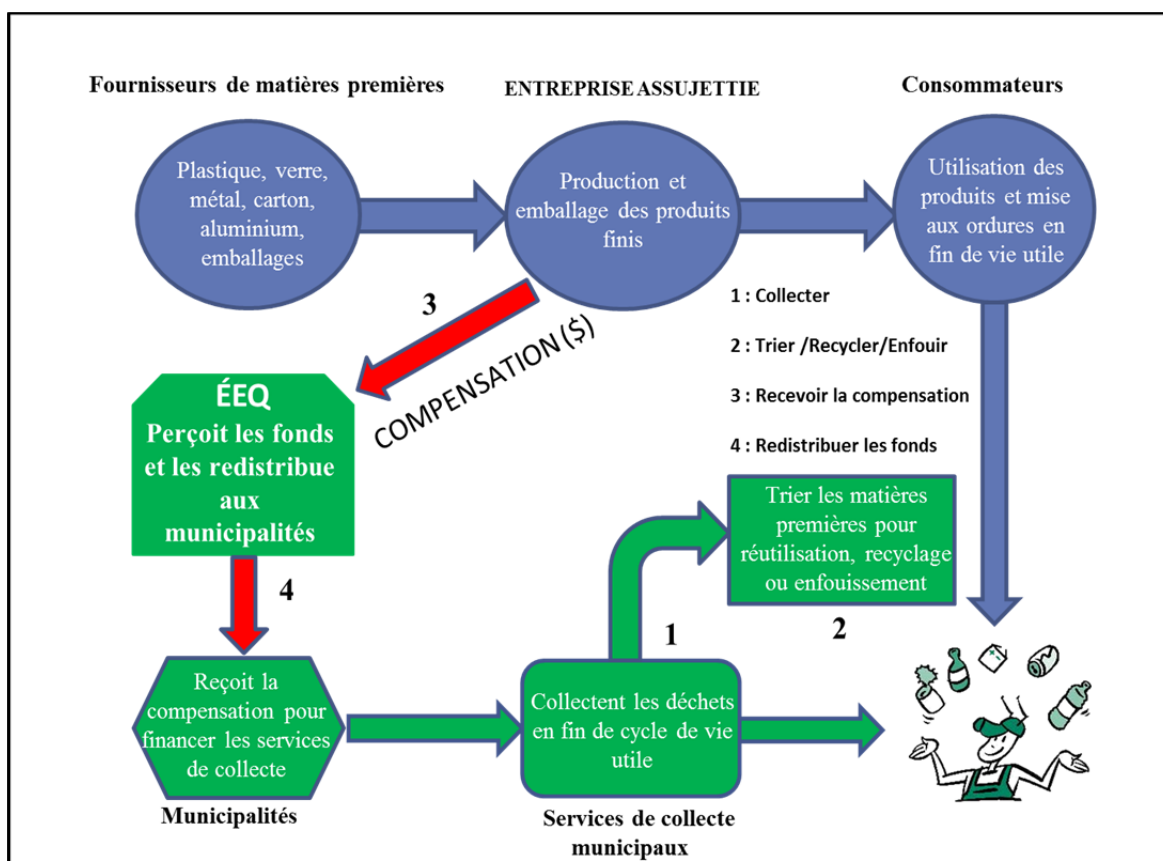 Fournisseurs de matières premières
ENTREPRISE ASSUJETTIE
Consommateurs
Plastique, verre,
métal, carton,
aluminium,
emballages
Production et
emballage des produits
finis
Utilisation des
produits et mise
aux ordures en
fin de vie utile
3
COMPENSATION ($)
1 : Collecter
2 : Trier /Recycler/Enfouir
3 : Recevoir la compensation
4 : Redistribuer les fonds
ÉEQ
Perçoit les fonds
et les redistribue
aux
municipalités
4
Trier les matières
premières pour
réutilisation, recyclage
ou enfouissement
1
2
Reçoit la
compensation pour
financer les services
de collecte
Municipalités
Collectent les déchets
en fin de cycle de vie
utile
Services de collecte
municipaux